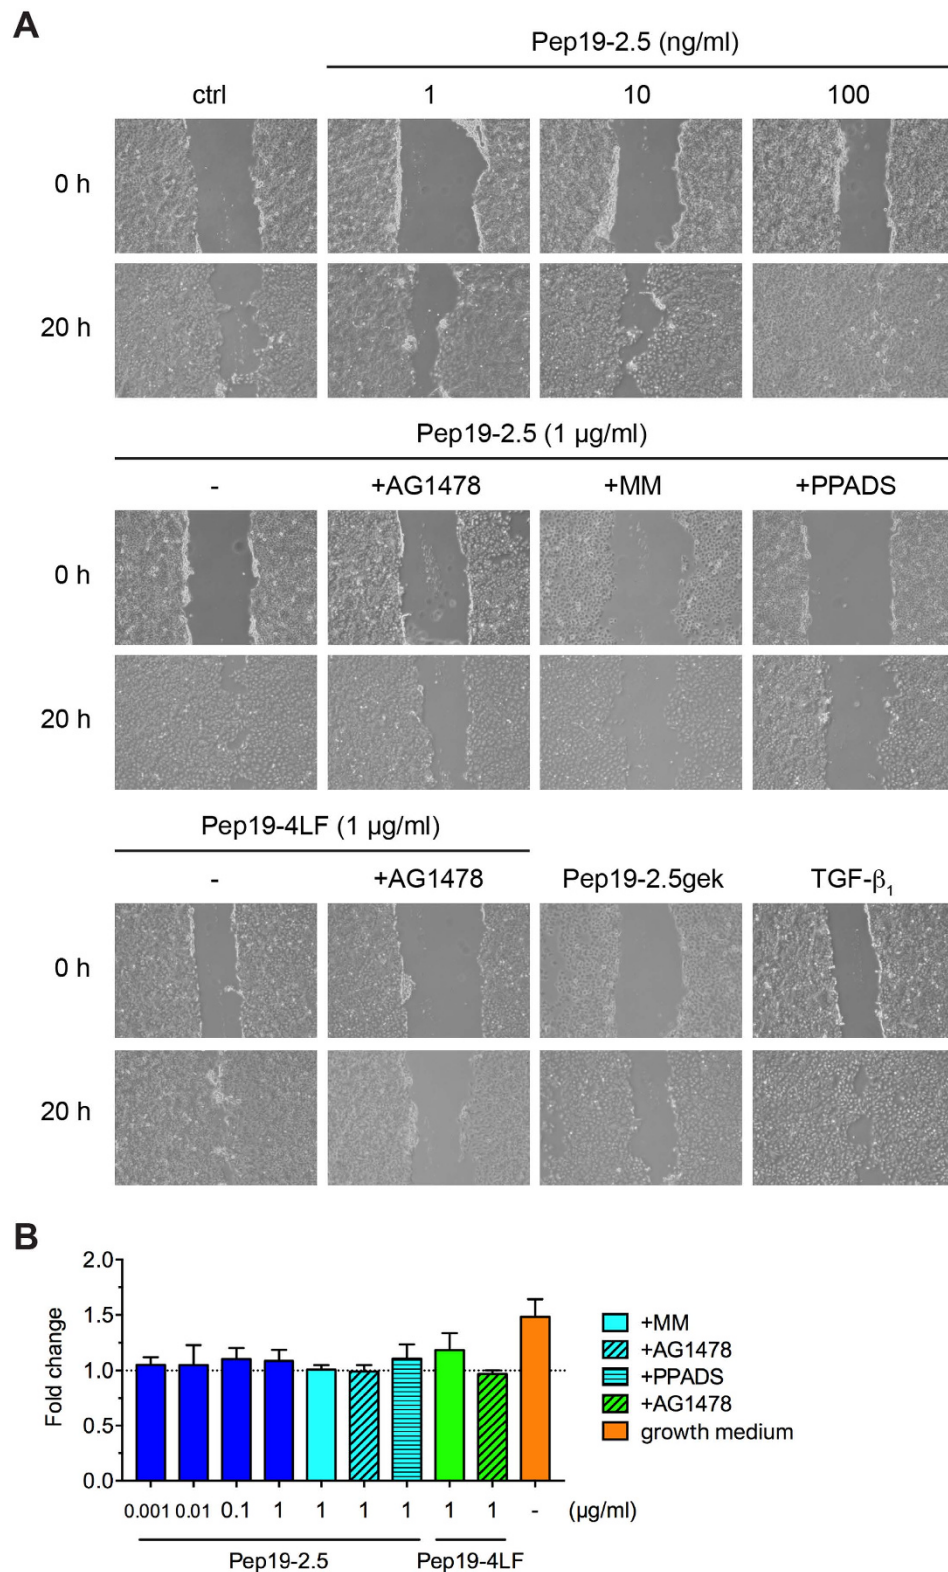 A
Pep19-2.5 (ng/ml)
ctrl 1 10 100
0 h
20 h
Pep19-2.5 (1 µg/ml)
- +AG1478 +MM +PPADS
0 h
20 h
Pep19-4LF (1 µg/ml)
- +AG1478 Pep19-2.5gek TGF-β₁
0 h
20 h
B
2.0
1.5
1.0
0.5
0.0
Fold change
+MM
+AG1478
+PPADS
+AG1478
growth medium
0.001 0.01 0.1 1 1 1 1 1 1 - (µg/ml)
Pep19-2.5 Pep19-4LF